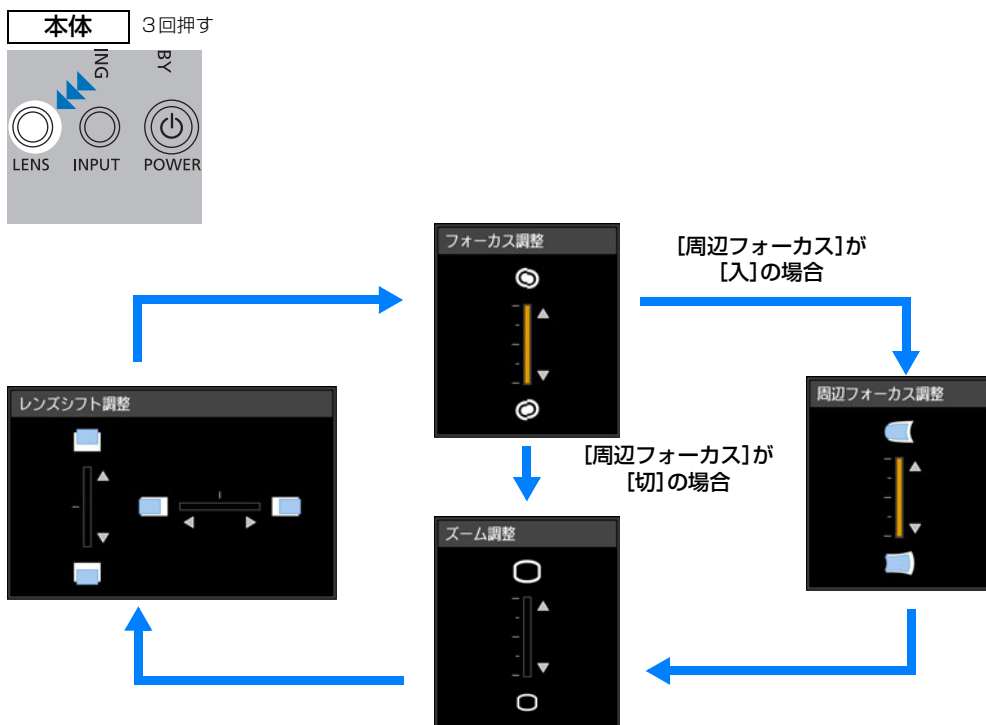 本体
3回押す
ING
BY
LENS
INPUT
POWER
フォーカス調整
[周辺フォーカス]が
[入]の場合
レンズシフト調整
周辺フォーカス調整
[周辺フォーカス]が
[切]の場合
ズーム調整